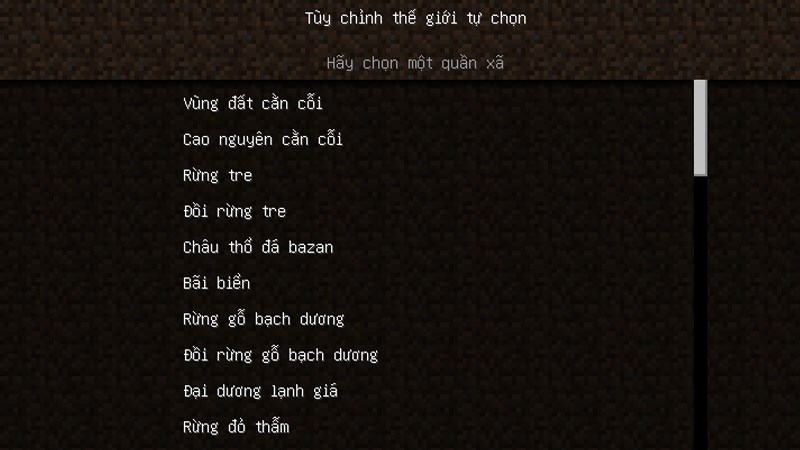 Tùy chỉnh thế giới tự chọn
Hãy chọn một quần xã
Vùng đất cằn cỗi
Cao nguyên cằn cỗi
Rừng tre
Đồi rừng tre
Châu thổ đá bazan
Bãi biển
Rừng gỗ bạch dương
Đồi rừng gỗ bạch dương
Đại dương lạnh giá
Rừng đỏ thẫm